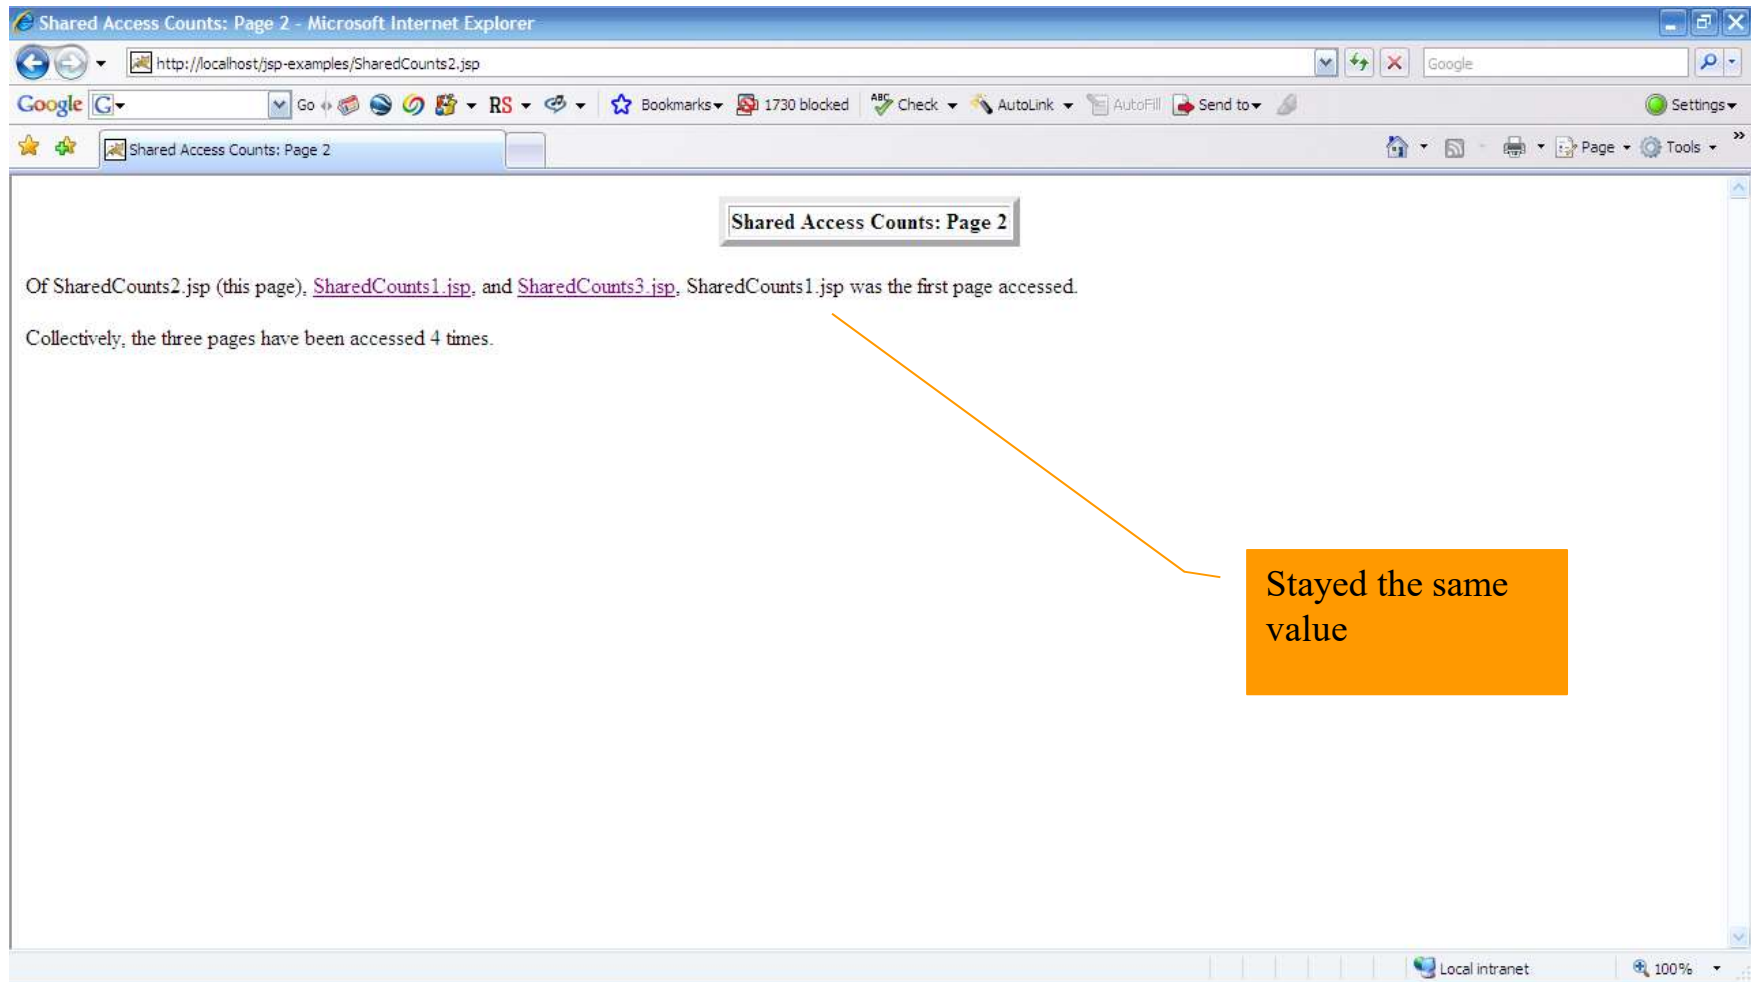 Shared Access Counts: Page 2 - Microsoft Internet Explorer
http://localhost/jsp-examples/SharedCounts2.jsp
Google
Google G Go RS Bookmarks 1730 blocked ABC Check AutoLink AutoFill Send to Settings
Shared Access Counts: Page 2
Page Tools »
Shared Access Counts: Page 2
Of SharedCounts2.jsp (this page), SharedCounts1.jsp, and SharedCounts3.jsp, SharedCounts1.jsp was the first page accessed.
Collectively, the three pages have been accessed 4 times.
Stayed the same
value
Local intranet 100%